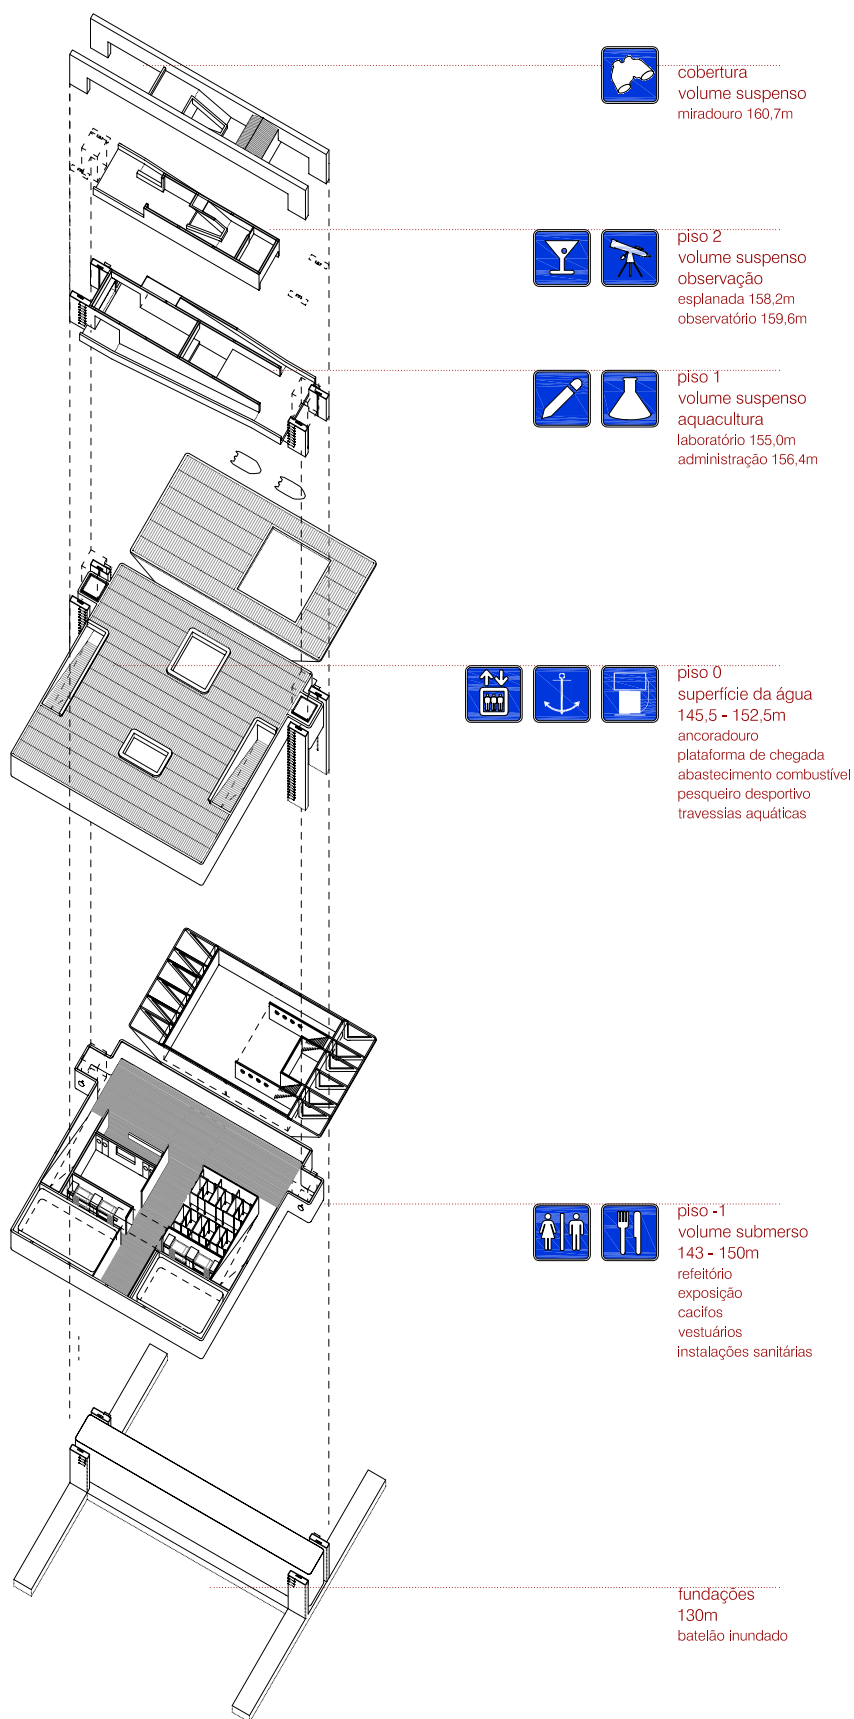 cobertura
volume suspenso
miradouro 160,7m
piso 2
volume suspenso
observação
esplanada 158,2m
observatório 159,6m
piso 1
volume suspenso
aquacultura
laboratório 155,0m
administração 156,4m
piso 0
superfície da água
145,5 - 152,5m
ancoradouro
plataforma de chegada
abastecimento combustível
pesqueiro desportivo
travessias aquáticas
piso -1
volume submerso
143 - 150m
refeitório
exposição
cacifos
vestuários
instalações sanitárias
fundações
130m
batelão inundado